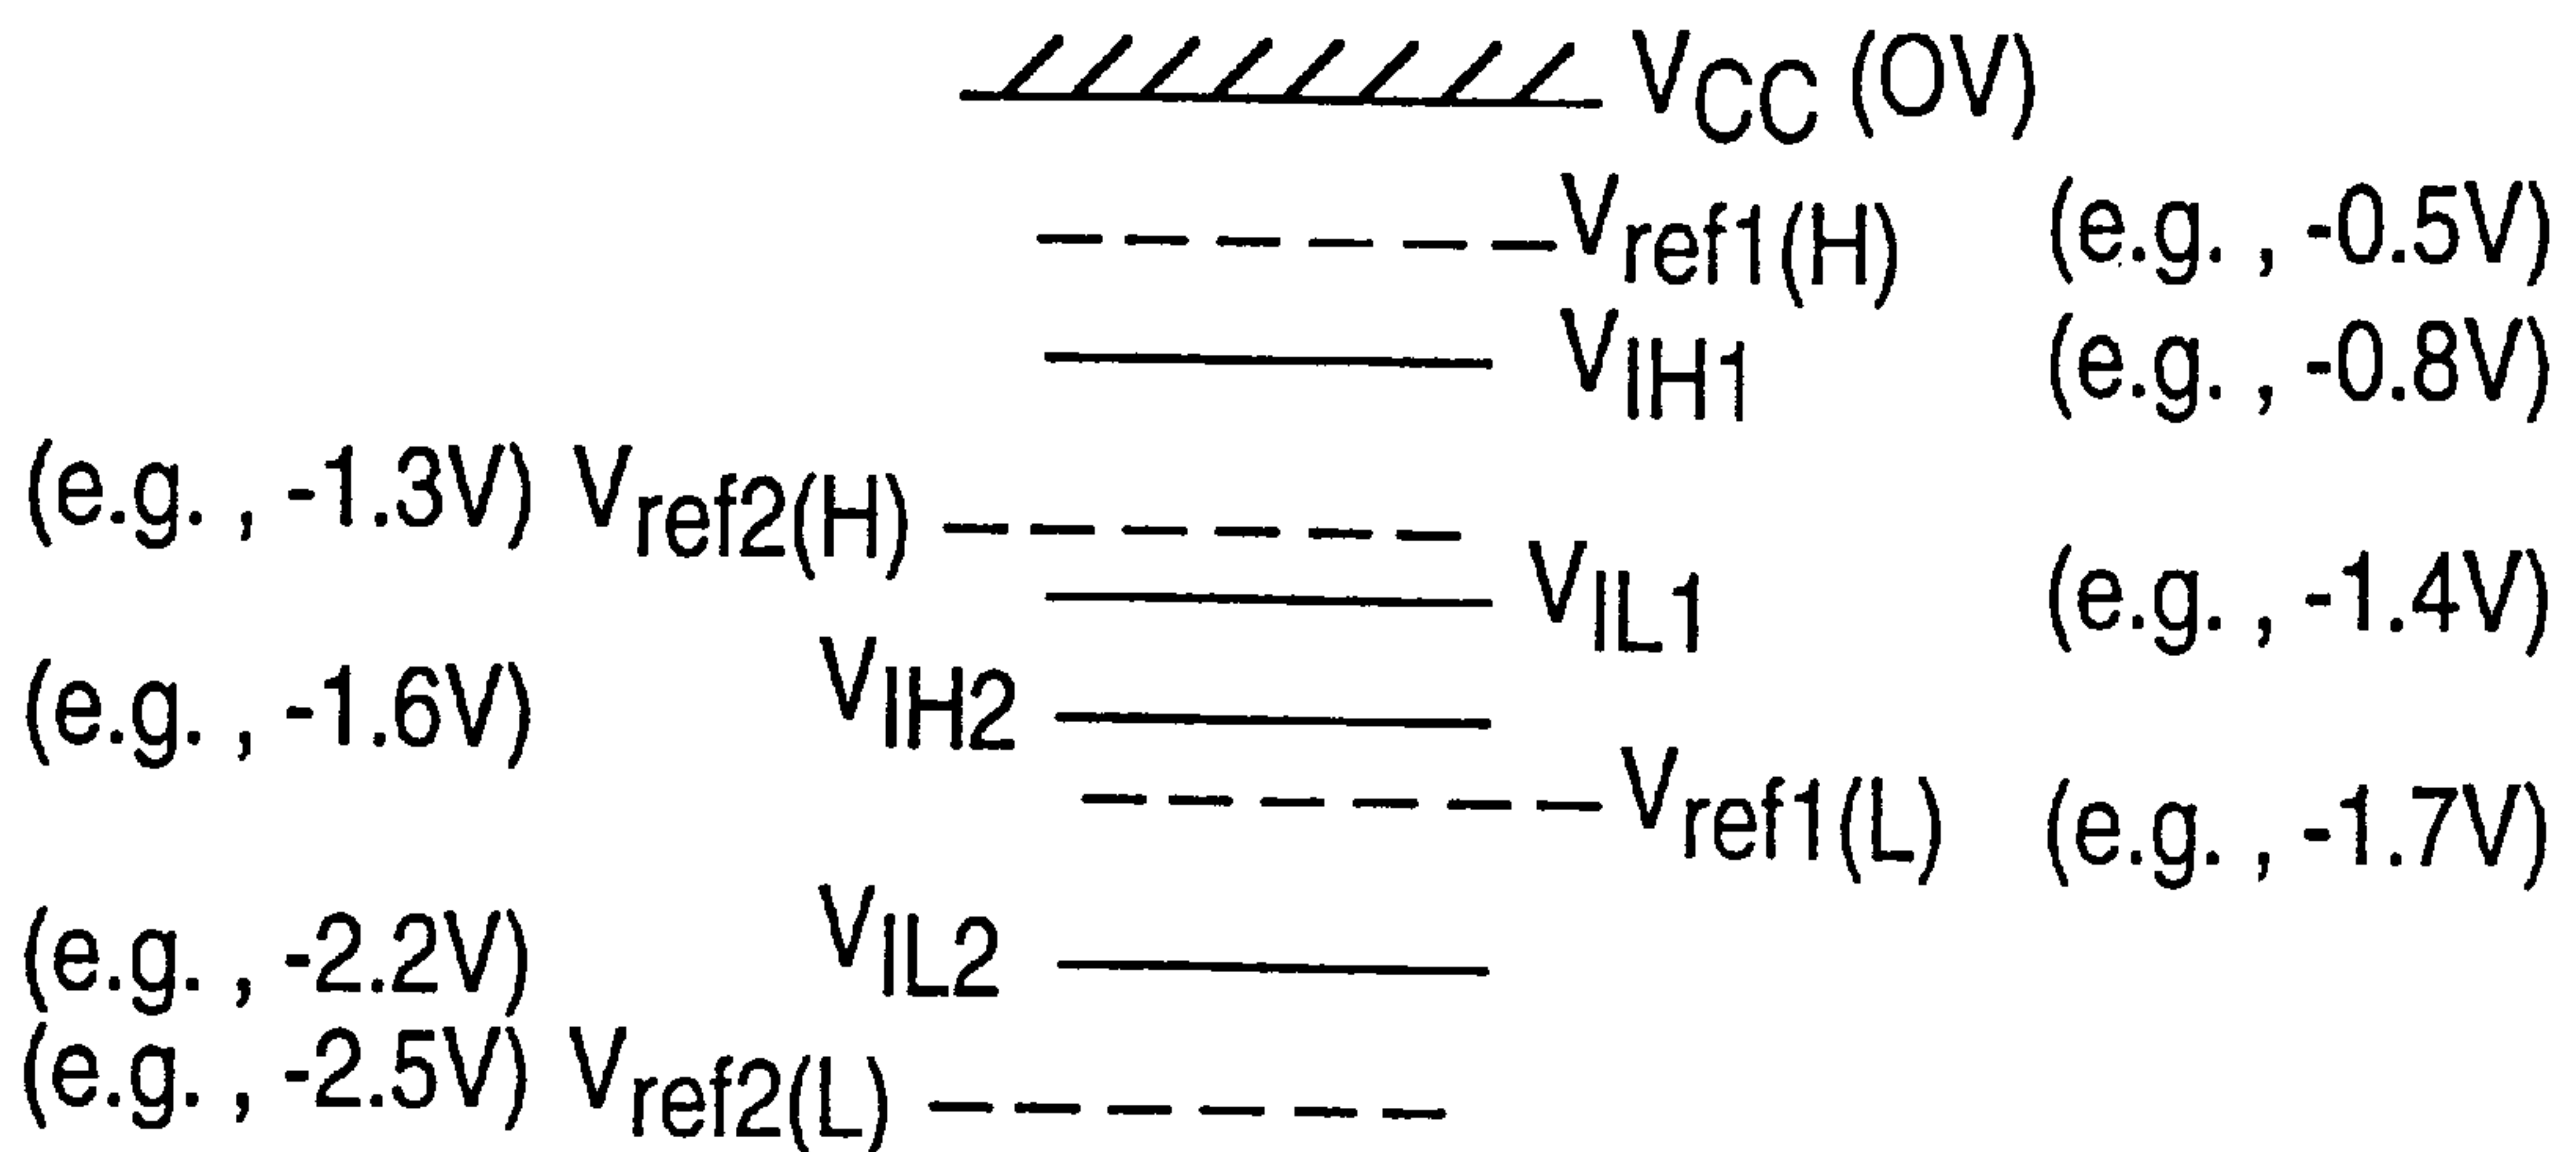 VCC (OV)
Vref1(H) (e.g. , -0.5V)
VIH1 (e.g. , -0.8V)
(e.g. , -1.3V) Vref2(H)
VIL1 (e.g. , -1.4V)
(e.g. , -1.6V) VIH2
Vref1(L) (e.g. , -1.7V)
(e.g. , -2.2V) VIL2
(e.g. , -2.5V) Vref2(L)